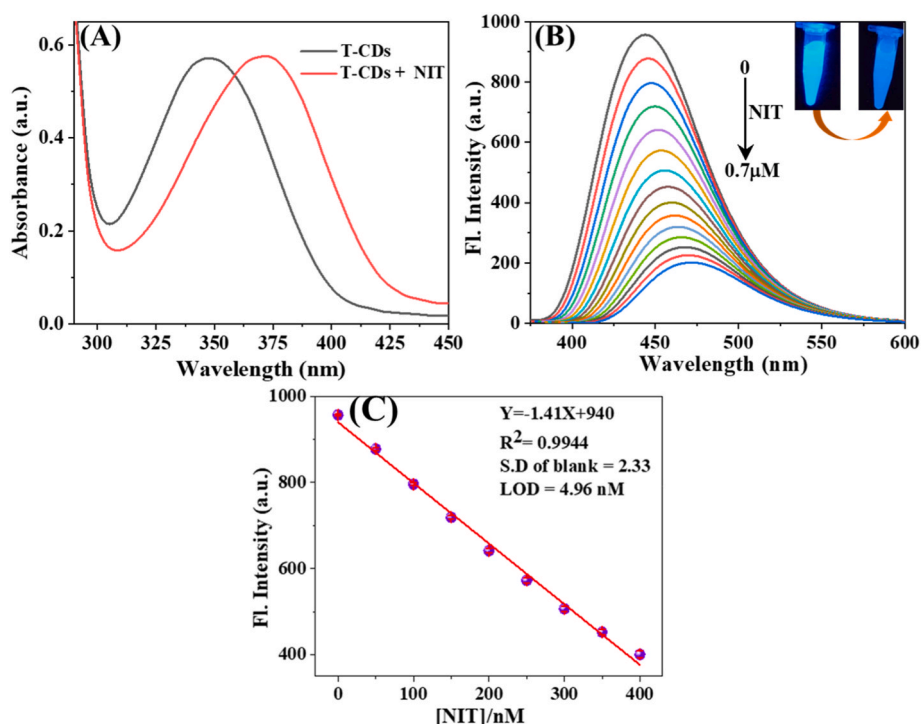 (A)
T-CDs
T-CDs + NIT
0.6
0.4
0.2
0.0
Absorbance (a.u.)
300 325 350 375 400 425 450
Wavelength (nm)
(B)
0
NIT
0.7μM
1000
800
600
400
200
0
Fl. Intensity (a.u.)
400 450 500 550 600
Wavelength (nm)
(C)
Y=-1.41X+940
R²= 0.9944
S.D of blank = 2.33
LOD = 4.96 nM
1000
800
600
400
Fl. Intensity (a.u.)
0 100 200 300 400
[NIT]/nM